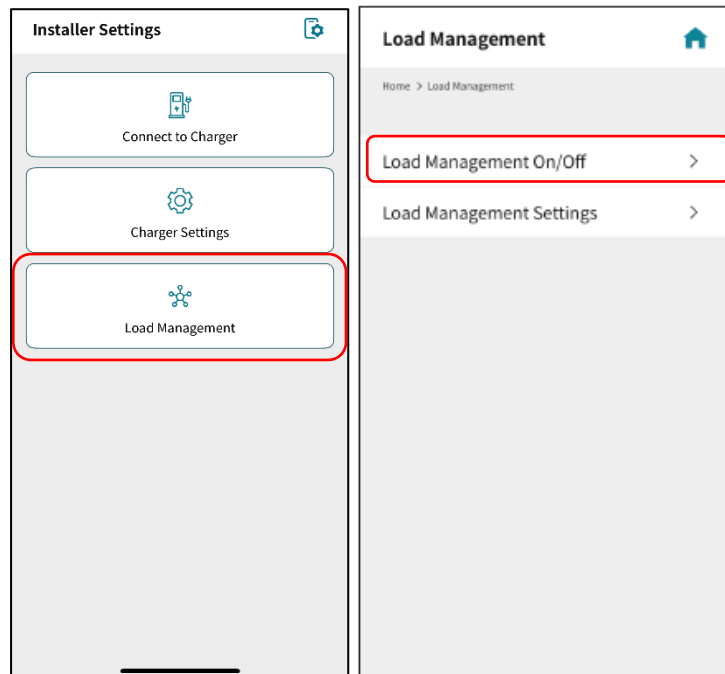 Installer Settings
Connect to Charger
Charger Settings
Load Management
Load Management
Home > Load Management
Load Management On/Off
Load Management Settings